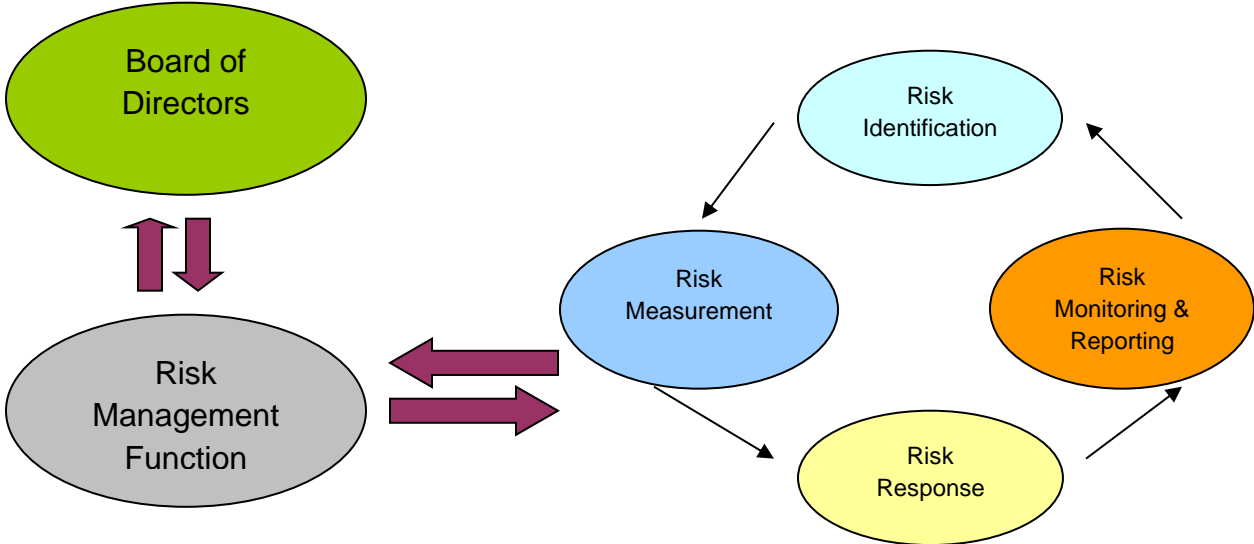 Board of
Directors
Risk
Management
Function
Risk
Identification
Risk
Measurement
Risk
Monitoring &
Reporting
Risk
Response